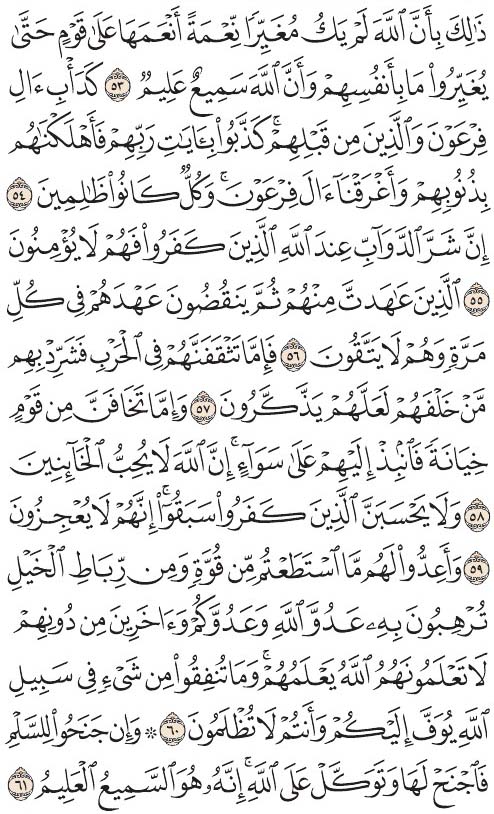 ذَٰلِكَ بِأَنَّ ٱللَّهَ لَمۡ يَكُ مُغَيِّرٗا نِّعۡمَةً أَنۡعَمَهَا عَلَىٰ قَوۡمٍ حَتَّىٰ
يُغَيِّرُواْ مَا بِأَنفُسِهِمۡ وَأَنَّ ٱللَّهَ سَمِيعٌ عَلِيمٞ ٥٣ كَدَأۡبِ ءَالِ
فِرۡعَوۡنَ وَٱلَّذِينَ مِن قَبۡلِهِمۡۚ كَذَّبُواْ بِـَٔايَٰتِ رَبِّهِمۡ فَأَهۡلَكۡنَٰهُم
بِذُنُوبِهِمۡ وَأَغۡرَقۡنَآ ءَالَ فِرۡعَوۡنَۚ وَكُلّٞ كَانُواْ ظَٰلِمِينَ ٥٤
إِنَّ شَرَّ ٱلدَّوَآبِّ عِندَ ٱللَّهِ ٱلَّذِينَ كَفَرُواْ فَهُمۡ لَا يُؤۡمِنُونَ
٥٥ ٱلَّذِينَ عَٰهَدتَّ مِنۡهُمۡ ثُمَّ يَنقُضُونَ عَهۡدَهُمۡ فِي كُلِّ
مَرَّةٖ وَهُمۡ لَا يَتَّقُونَ ٥٦ فَإِمَّا تَثۡقَفَنَّهُمۡ فِي ٱلۡحَرۡبِ فَشَرِّدۡ بِهِم
مَّنۡ خَلۡفَهُمۡ لَعَلَّهُمۡ يَذَّكَّرُونَ ٥٧ وَإِمَّا تَخَافَنَّ مِن قَوۡمٍ
خِيَانَةٗ فَٱنۢبِذۡ إِلَيۡهِمۡ عَلَىٰ سَوَآءٍۚ إِنَّ ٱللَّهَ لَا يُحِبُّ ٱلۡخَآئِنِينَ
٥٨ وَلَا يَحۡسَبَنَّ ٱلَّذِينَ كَفَرُواْ سَبَقُوٓاْۚ إِنَّهُمۡ لَا يُعۡجِزُونَ
٥٩ وَأَعِدُّواْ لَهُم مَّا ٱسۡتَطَعۡتُم مِّن قُوَّةٖ وَمِن رِّبَاطِ ٱلۡخَيۡلِ
تُرۡهِبُونَ بِهِۦ عَدُوَّ ٱللَّهِ وَعَدُوَّكُمۡ وَءَاخَرِينَ مِن دُونِهِمۡ
لَا تَعۡلَمُونَهُمُ ٱللَّهُ يَعۡلَمُهُمۡۚ وَمَا تُنفِقُواْ مِن شَيۡءٖ فِي سَبِيلِ
ٱللَّهِ يُوَفَّ إِلَيۡكُمۡ وَأَنتُمۡ لَا تُظۡلَمُونَ ٦٠ ۞ وَإِن جَنَحُواْ لِلسَّلۡمِ
فَٱجۡنَحۡ لَهَا وَتَوَكَّلۡ عَلَى ٱللَّهِۚ إِنَّهُۥ هُوَ ٱلسَّمِيعُ ٱلۡعَلِيمُ ٦١